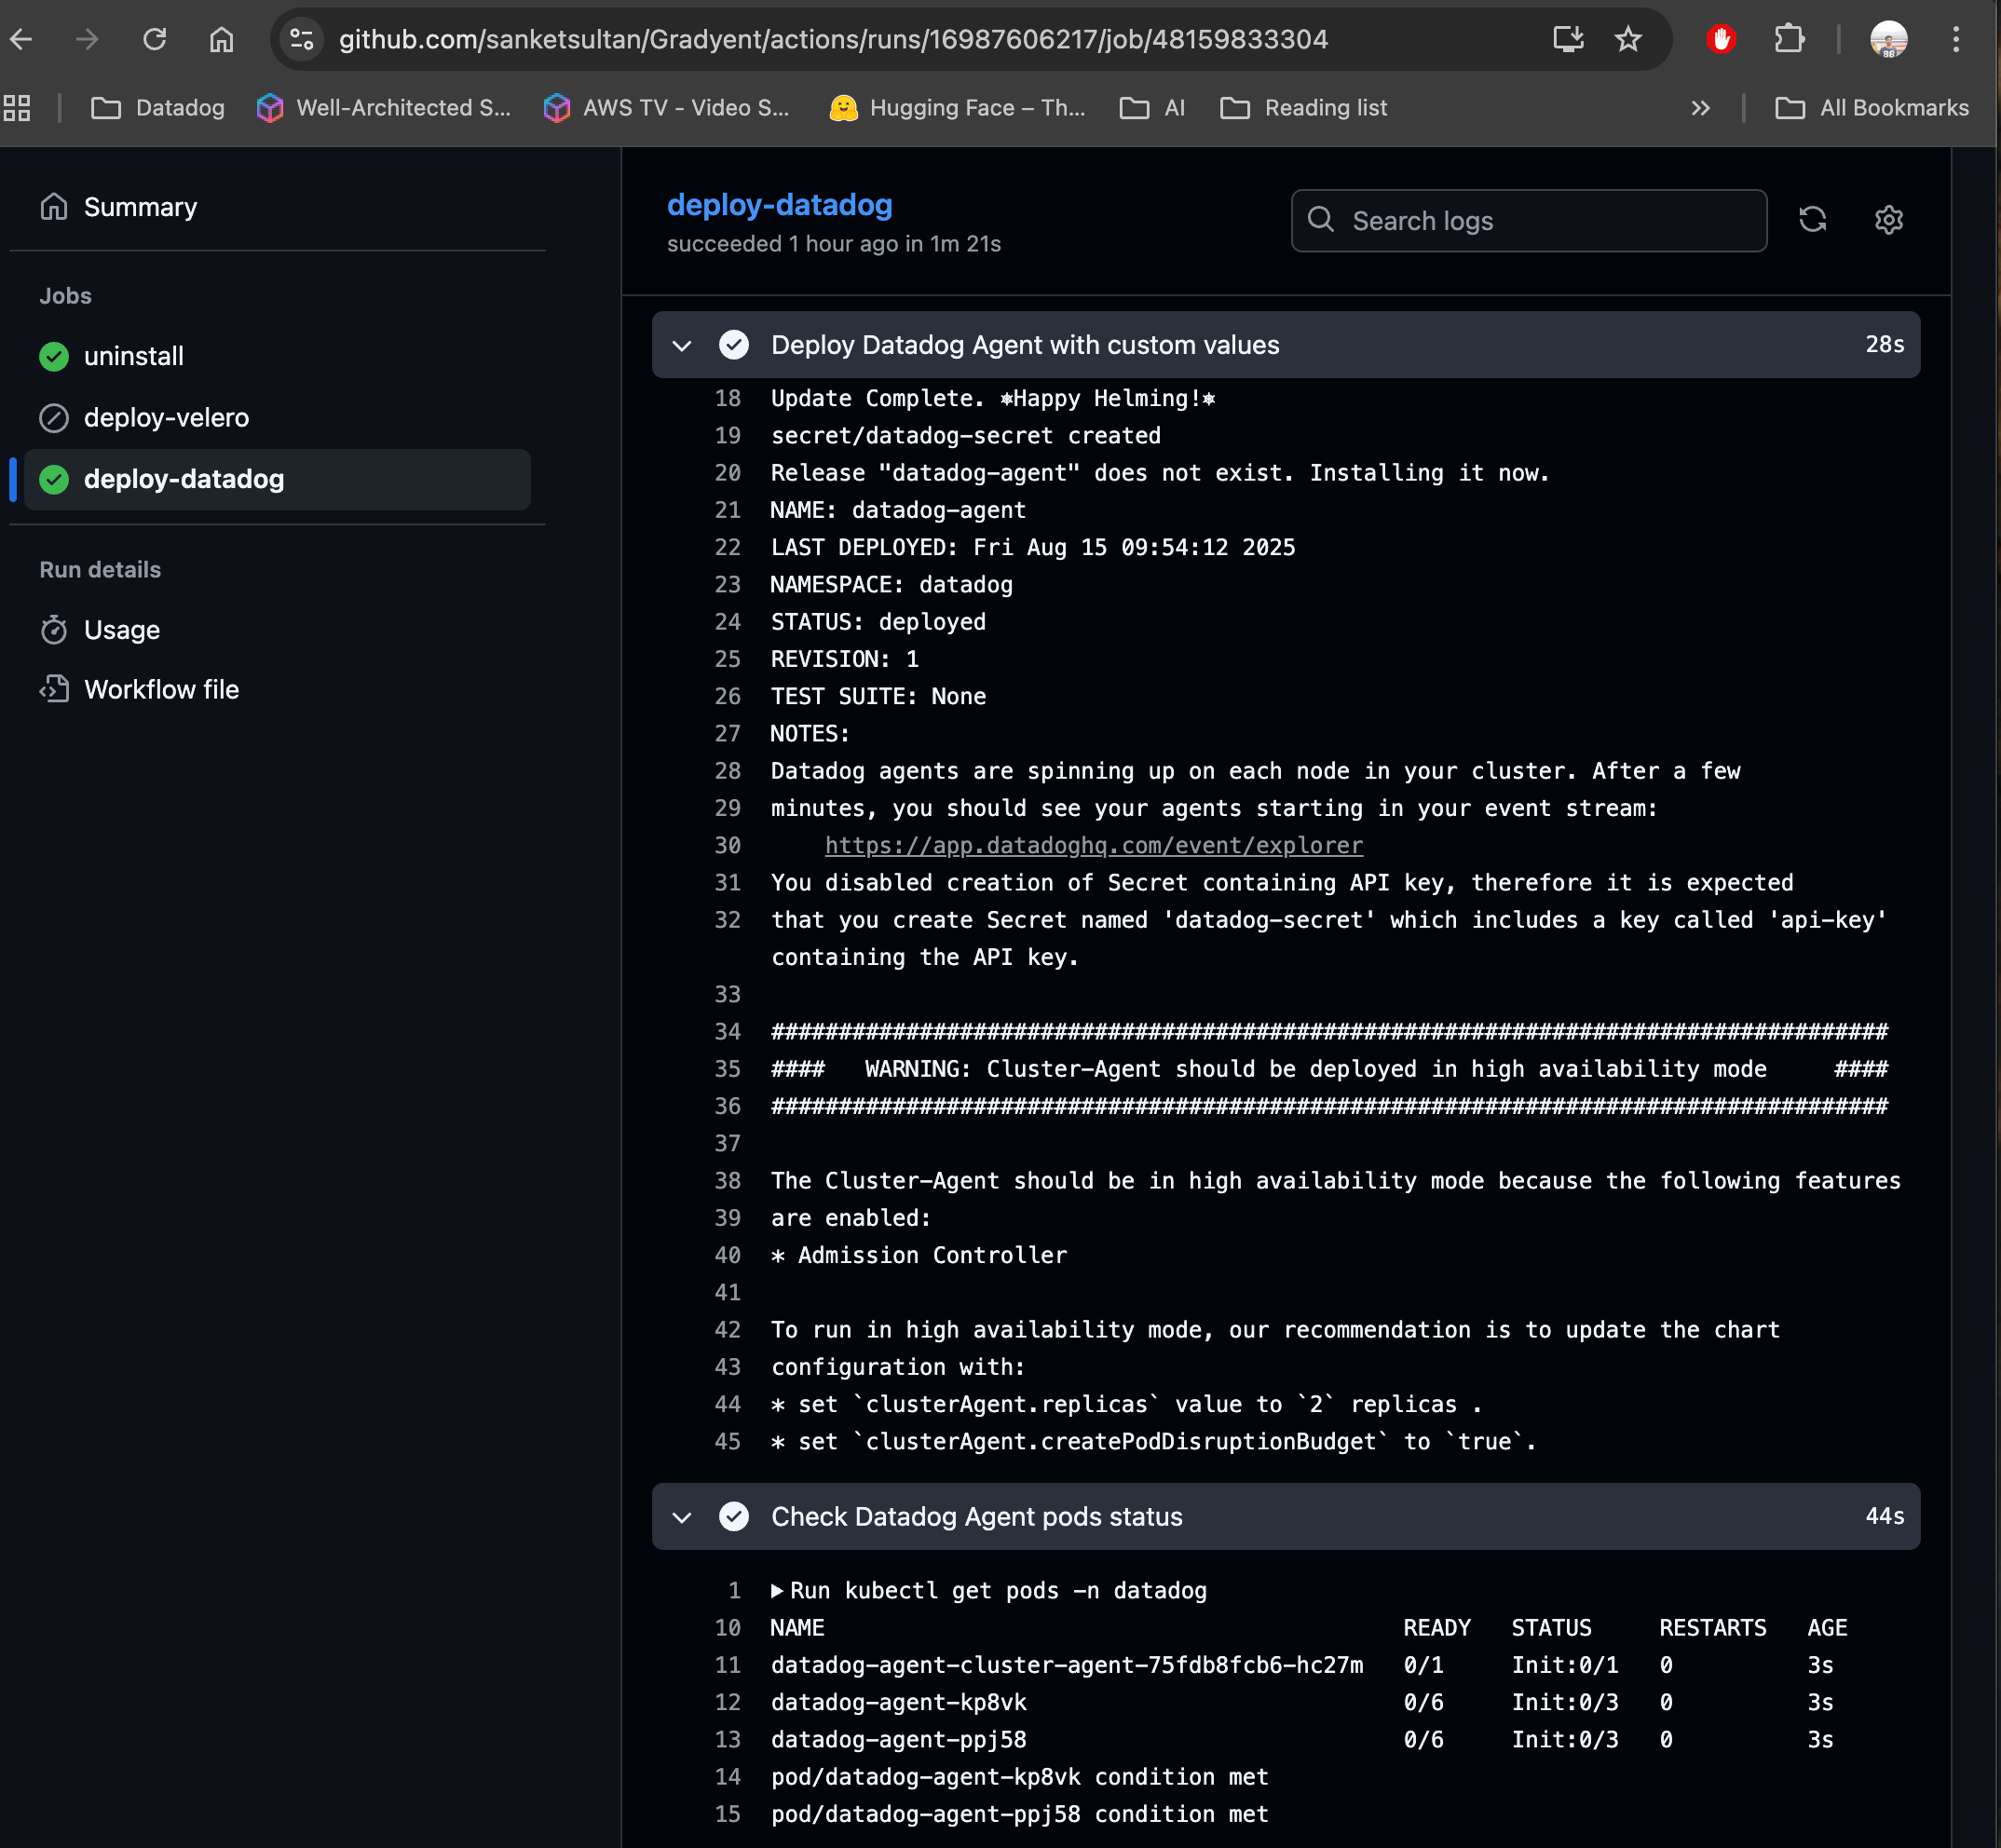 github.com/sanketsultan/Gradyent/actions/runs/16987606217/job/48159833304
Datadog
Well-Architected S...
AWS TV - Video S...
Hugging Face – Th...
AI
Reading list
All Bookmarks
Summary
Jobs
uninstall
deploy-velero
deploy-datadog
Run details
Usage
Workflow file
deploy-datadog
succeeded 1 hour ago in 1m 21s
Search logs
Deploy Datadog Agent with custom values 28s
18 Update Complete. ⎈Happy Helming!⎈
19 secret/datadog-secret created
20 Release "datadog-agent" does not exist. Installing it now.
21 NAME: datadog-agent
22 LAST DEPLOYED: Fri Aug 15 09:54:12 2025
23 NAMESPACE: datadog
24 STATUS: deployed
25 REVISION: 1
26 TEST SUITE: None
27 NOTES:
28 Datadog agents are spinning up on each node in your cluster. After a few
29 minutes, you should see your agents starting in your event stream:
30 https://app.datadoghq.com/event/explorer
31 You disabled creation of Secret containing API key, therefore it is expected
32 that you create Secret named 'datadog-secret' which includes a key called 'api-key'
containing the API key.
33
34 ###################################################################################
35 ####   WARNING: Cluster-Agent should be deployed in high availability mode     ####
36 ###################################################################################
37
38 The Cluster-Agent should be in high availability mode because the following features
39 are enabled:
40 * Admission Controller
41
42 To run in high availability mode, our recommendation is to update the chart
43 configuration with:
44 * set `clusterAgent.replicas` value to `2` replicas .
45 * set `clusterAgent.createPodDisruptionBudget` to `true`.
Check Datadog Agent pods status 44s
1 Run kubectl get pods -n datadog
10 NAME READY STATUS RESTARTS AGE
11 datadog-agent-cluster-agent-75fdb8fcb6-hc27m 0/1 Init:0/1 0 3s
12 datadog-agent-kp8vk 0/6 Init:0/3 0 3s
13 datadog-agent-ppj58 0/6 Init:0/3 0 3s
14 pod/datadog-agent-kp8vk condition met
15 pod/datadog-agent-ppj58 condition met